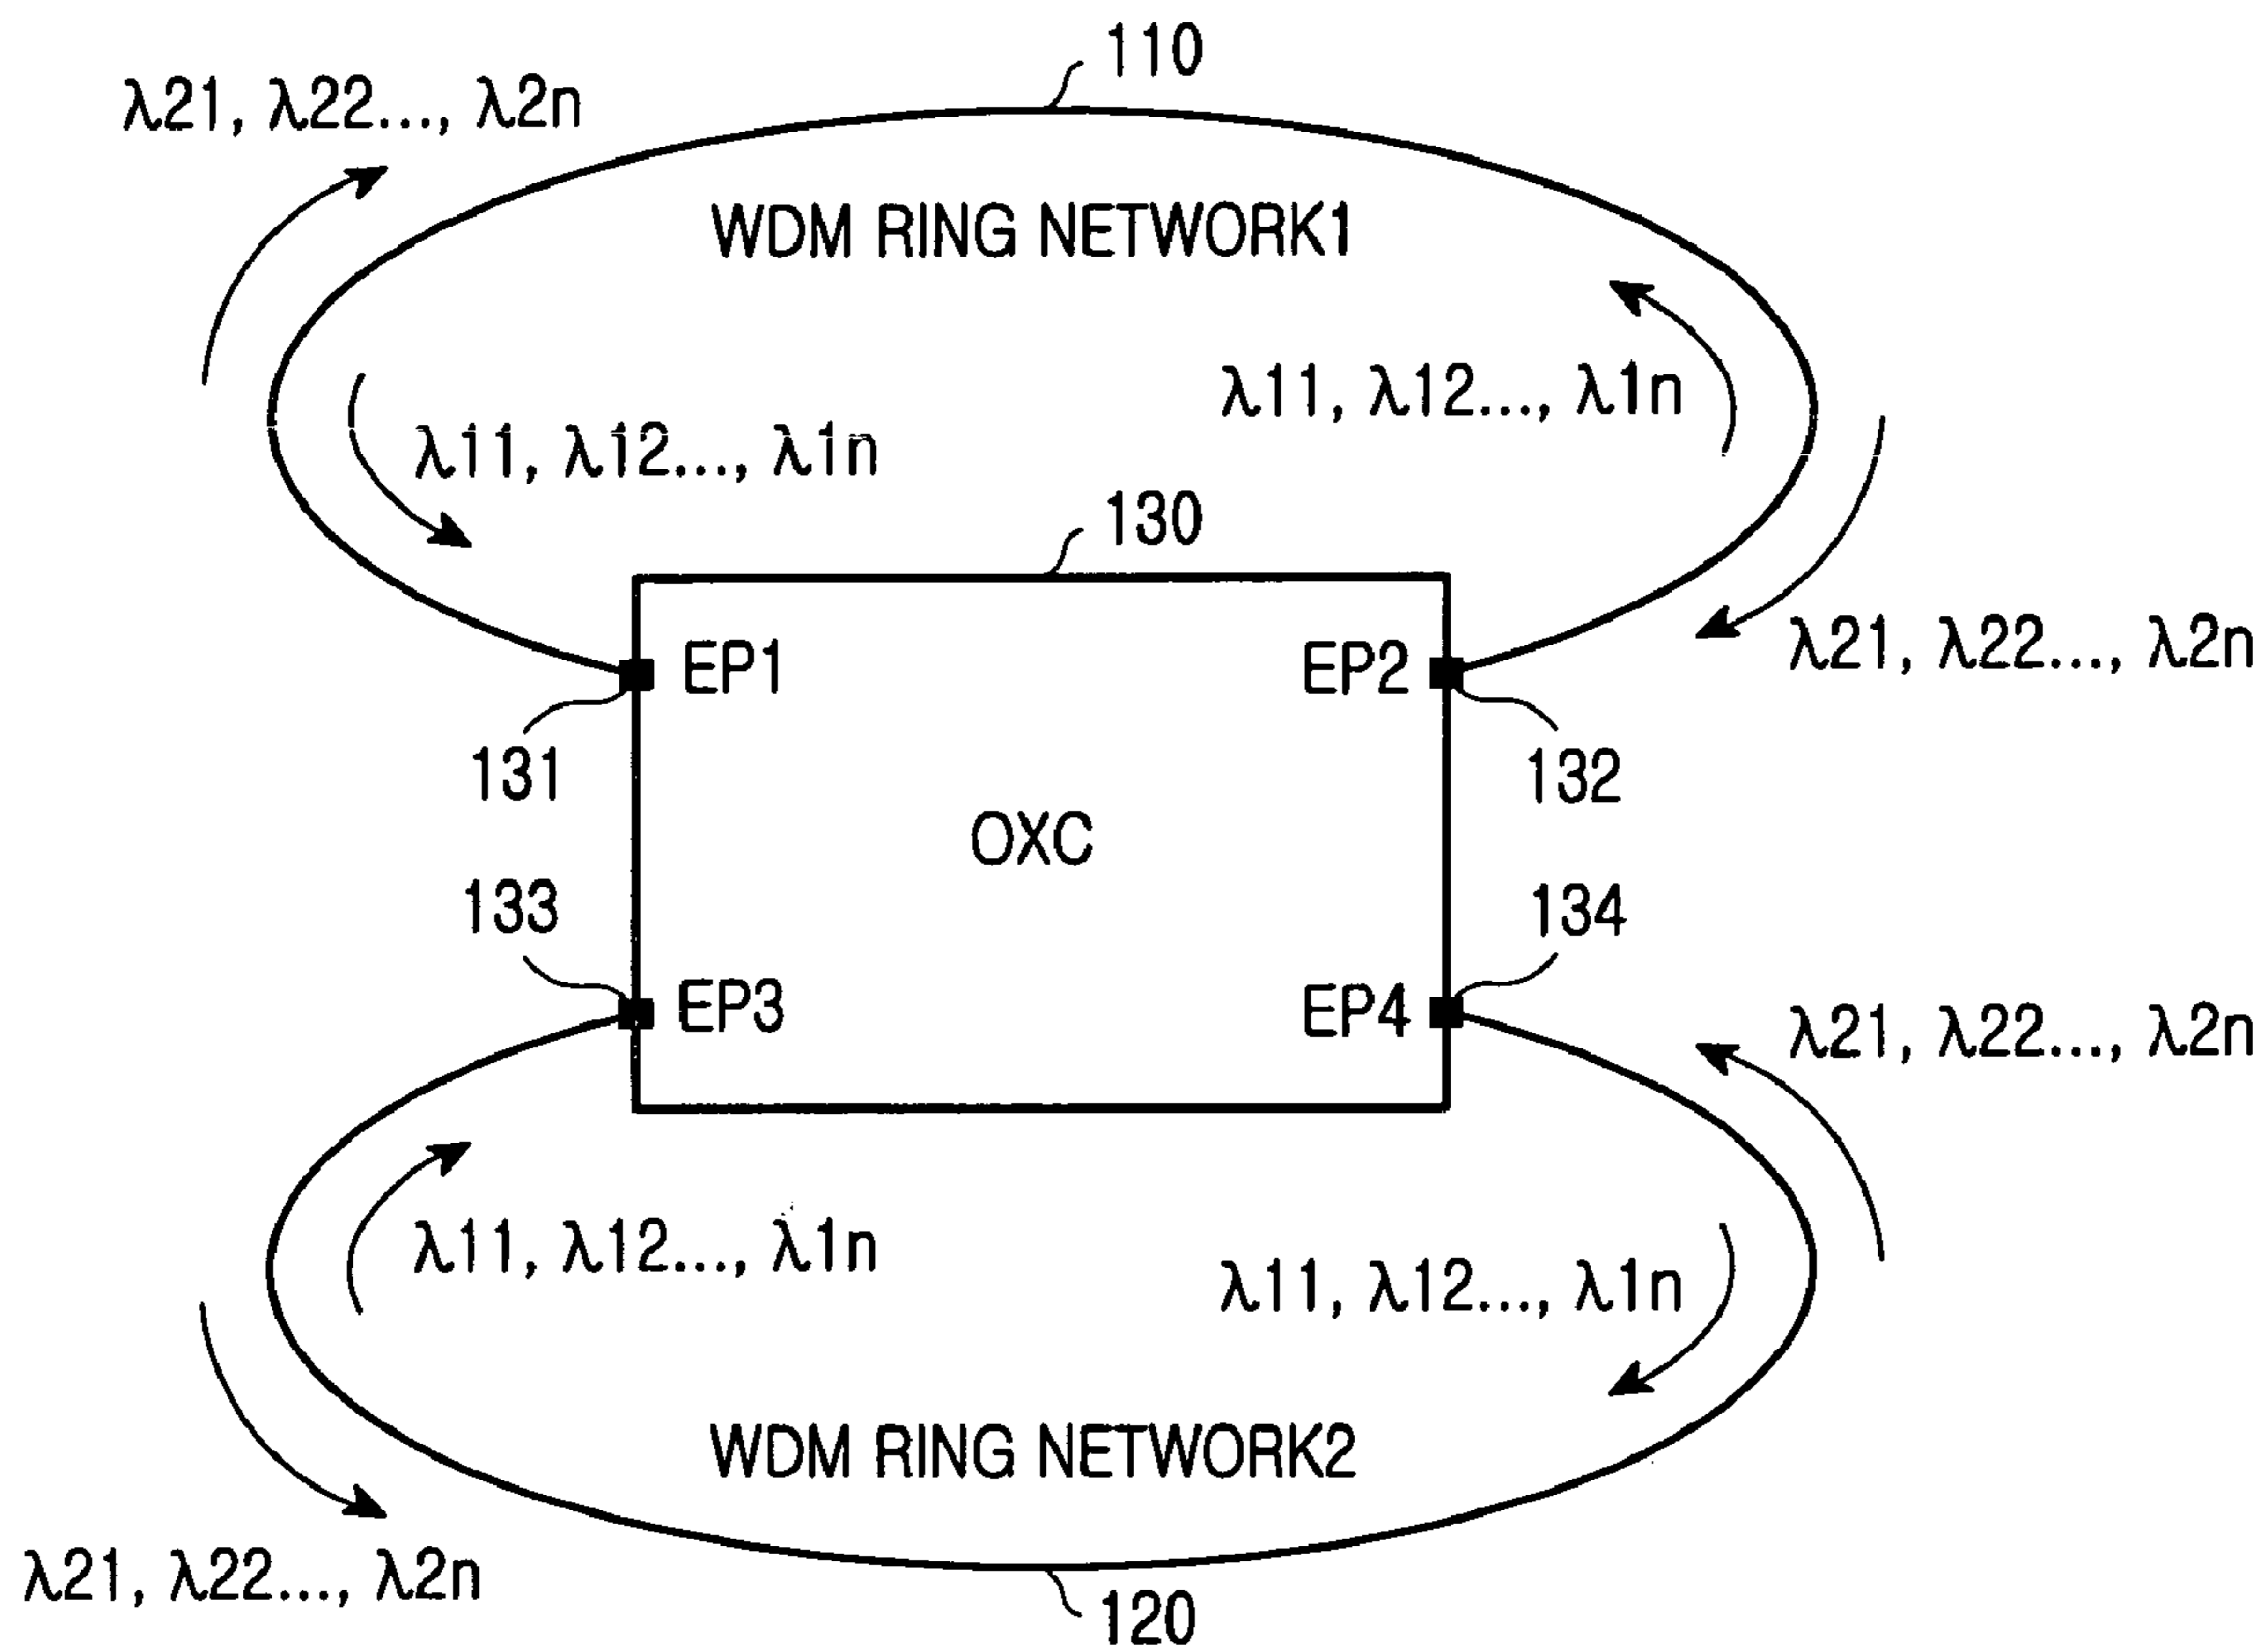 110
λ21, λ22..., λ2n
WDM RING NETWORK1
λ11, λ12..., λ1n
λ11, λ12..., λ1n
130
λ21, λ22..., λ2n
EP1
EP2
131
132
OXC
133
134
EP3
EP4
λ21, λ22..., λ2n
λ11, λ12..., λ1n
λ11, λ12..., λ1n
WDM RING NETWORK2
λ21, λ22..., λ2n
120